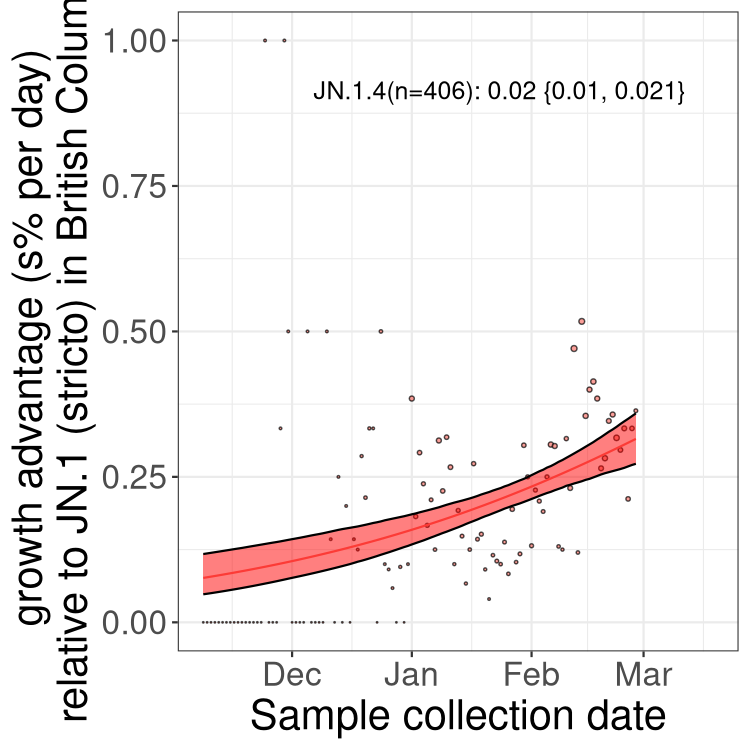 growth advantage (s% per day)
relative to JN.1 (stricto) in British Colum
1.00
0.75
0.50
0.25
0.00
JN.1.4(n=406): 0.02 {0.01, 0.021}
Dec Jan Feb Mar
Sample collection date